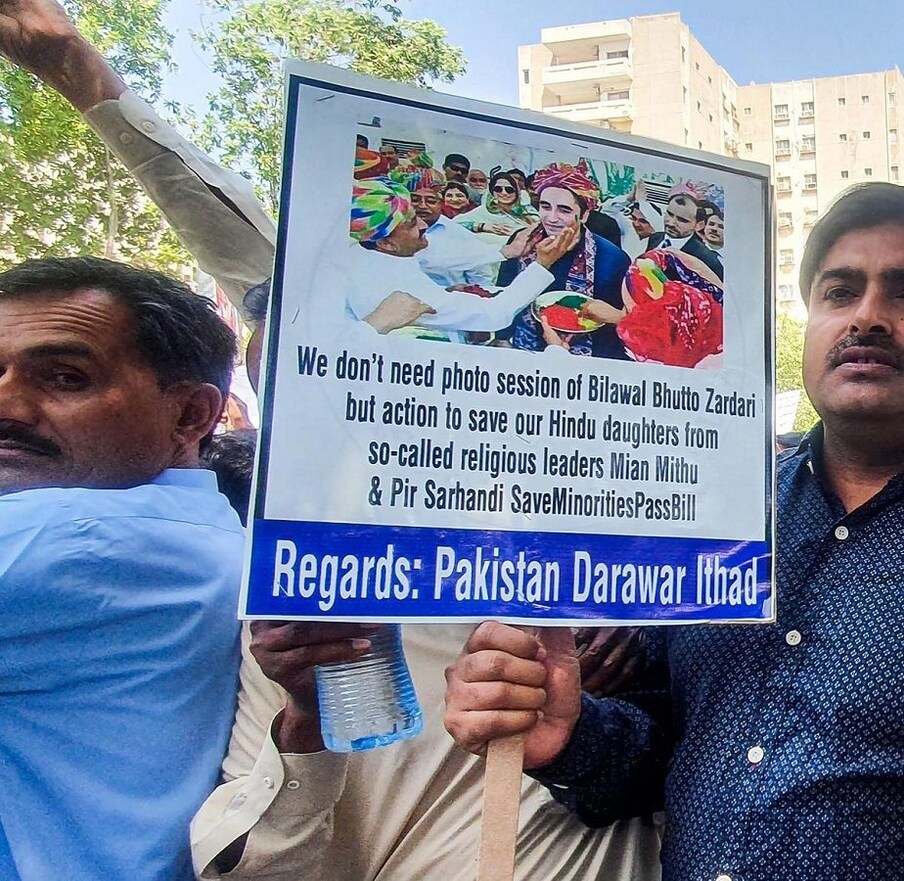 We don't need photo session of Bilawal Bhutto Zardari
but action to save our Hindu daughters from
so-called religious leaders Mian Mithu
& Pir Sarhandi SaveMinoritiesPassBill
Regards: Pakistan Darawar Ithad